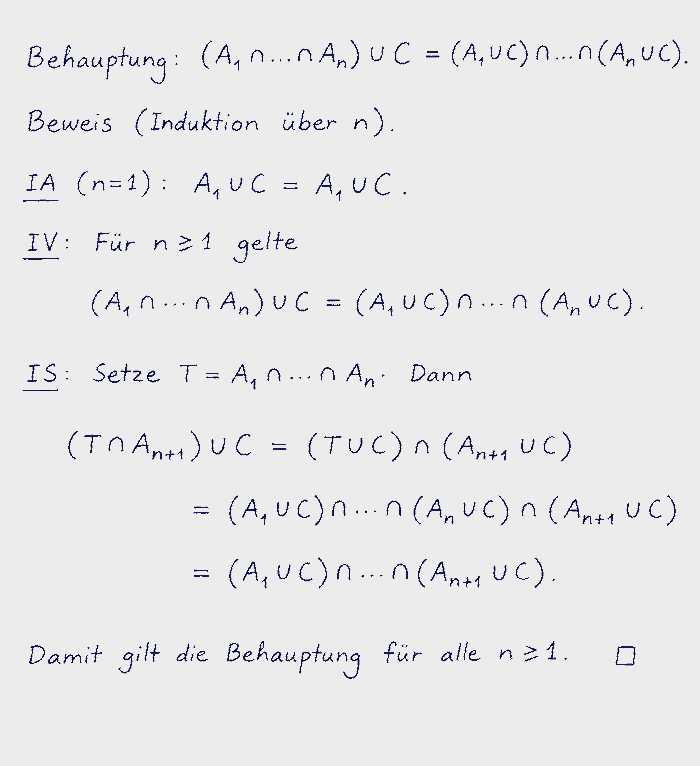 Behauptung: (A₁ ∩ ... ∩ Aₙ) ∪ C = (A₁ ∪ C) ∩ ... ∩ (Aₙ ∪ C).
Beweis (Induktion über n).
IA (n=1): A₁ ∪ C = A₁ ∪ C.
IV: Für n ≥ 1 gelte
(A₁ ∩ ... ∩ Aₙ) ∪ C = (A₁ ∪ C) ∩ ... ∩ (Aₙ ∪ C).
IS: Setze T = A₁ ∩ ... ∩ Aₙ. Dann
(T ∩ Aₙ₊₁) ∪ C = (T ∪ C) ∩ (Aₙ₊₁ ∪ C)
= (A₁ ∪ C) ∩ ... ∩ (Aₙ ∪ C) ∩ (Aₙ₊₁ ∪ C)
= (A₁ ∪ C) ∩ ... ∩ (Aₙ₊₁ ∪ C).
Damit gilt die Behauptung für alle n ≥ 1. □